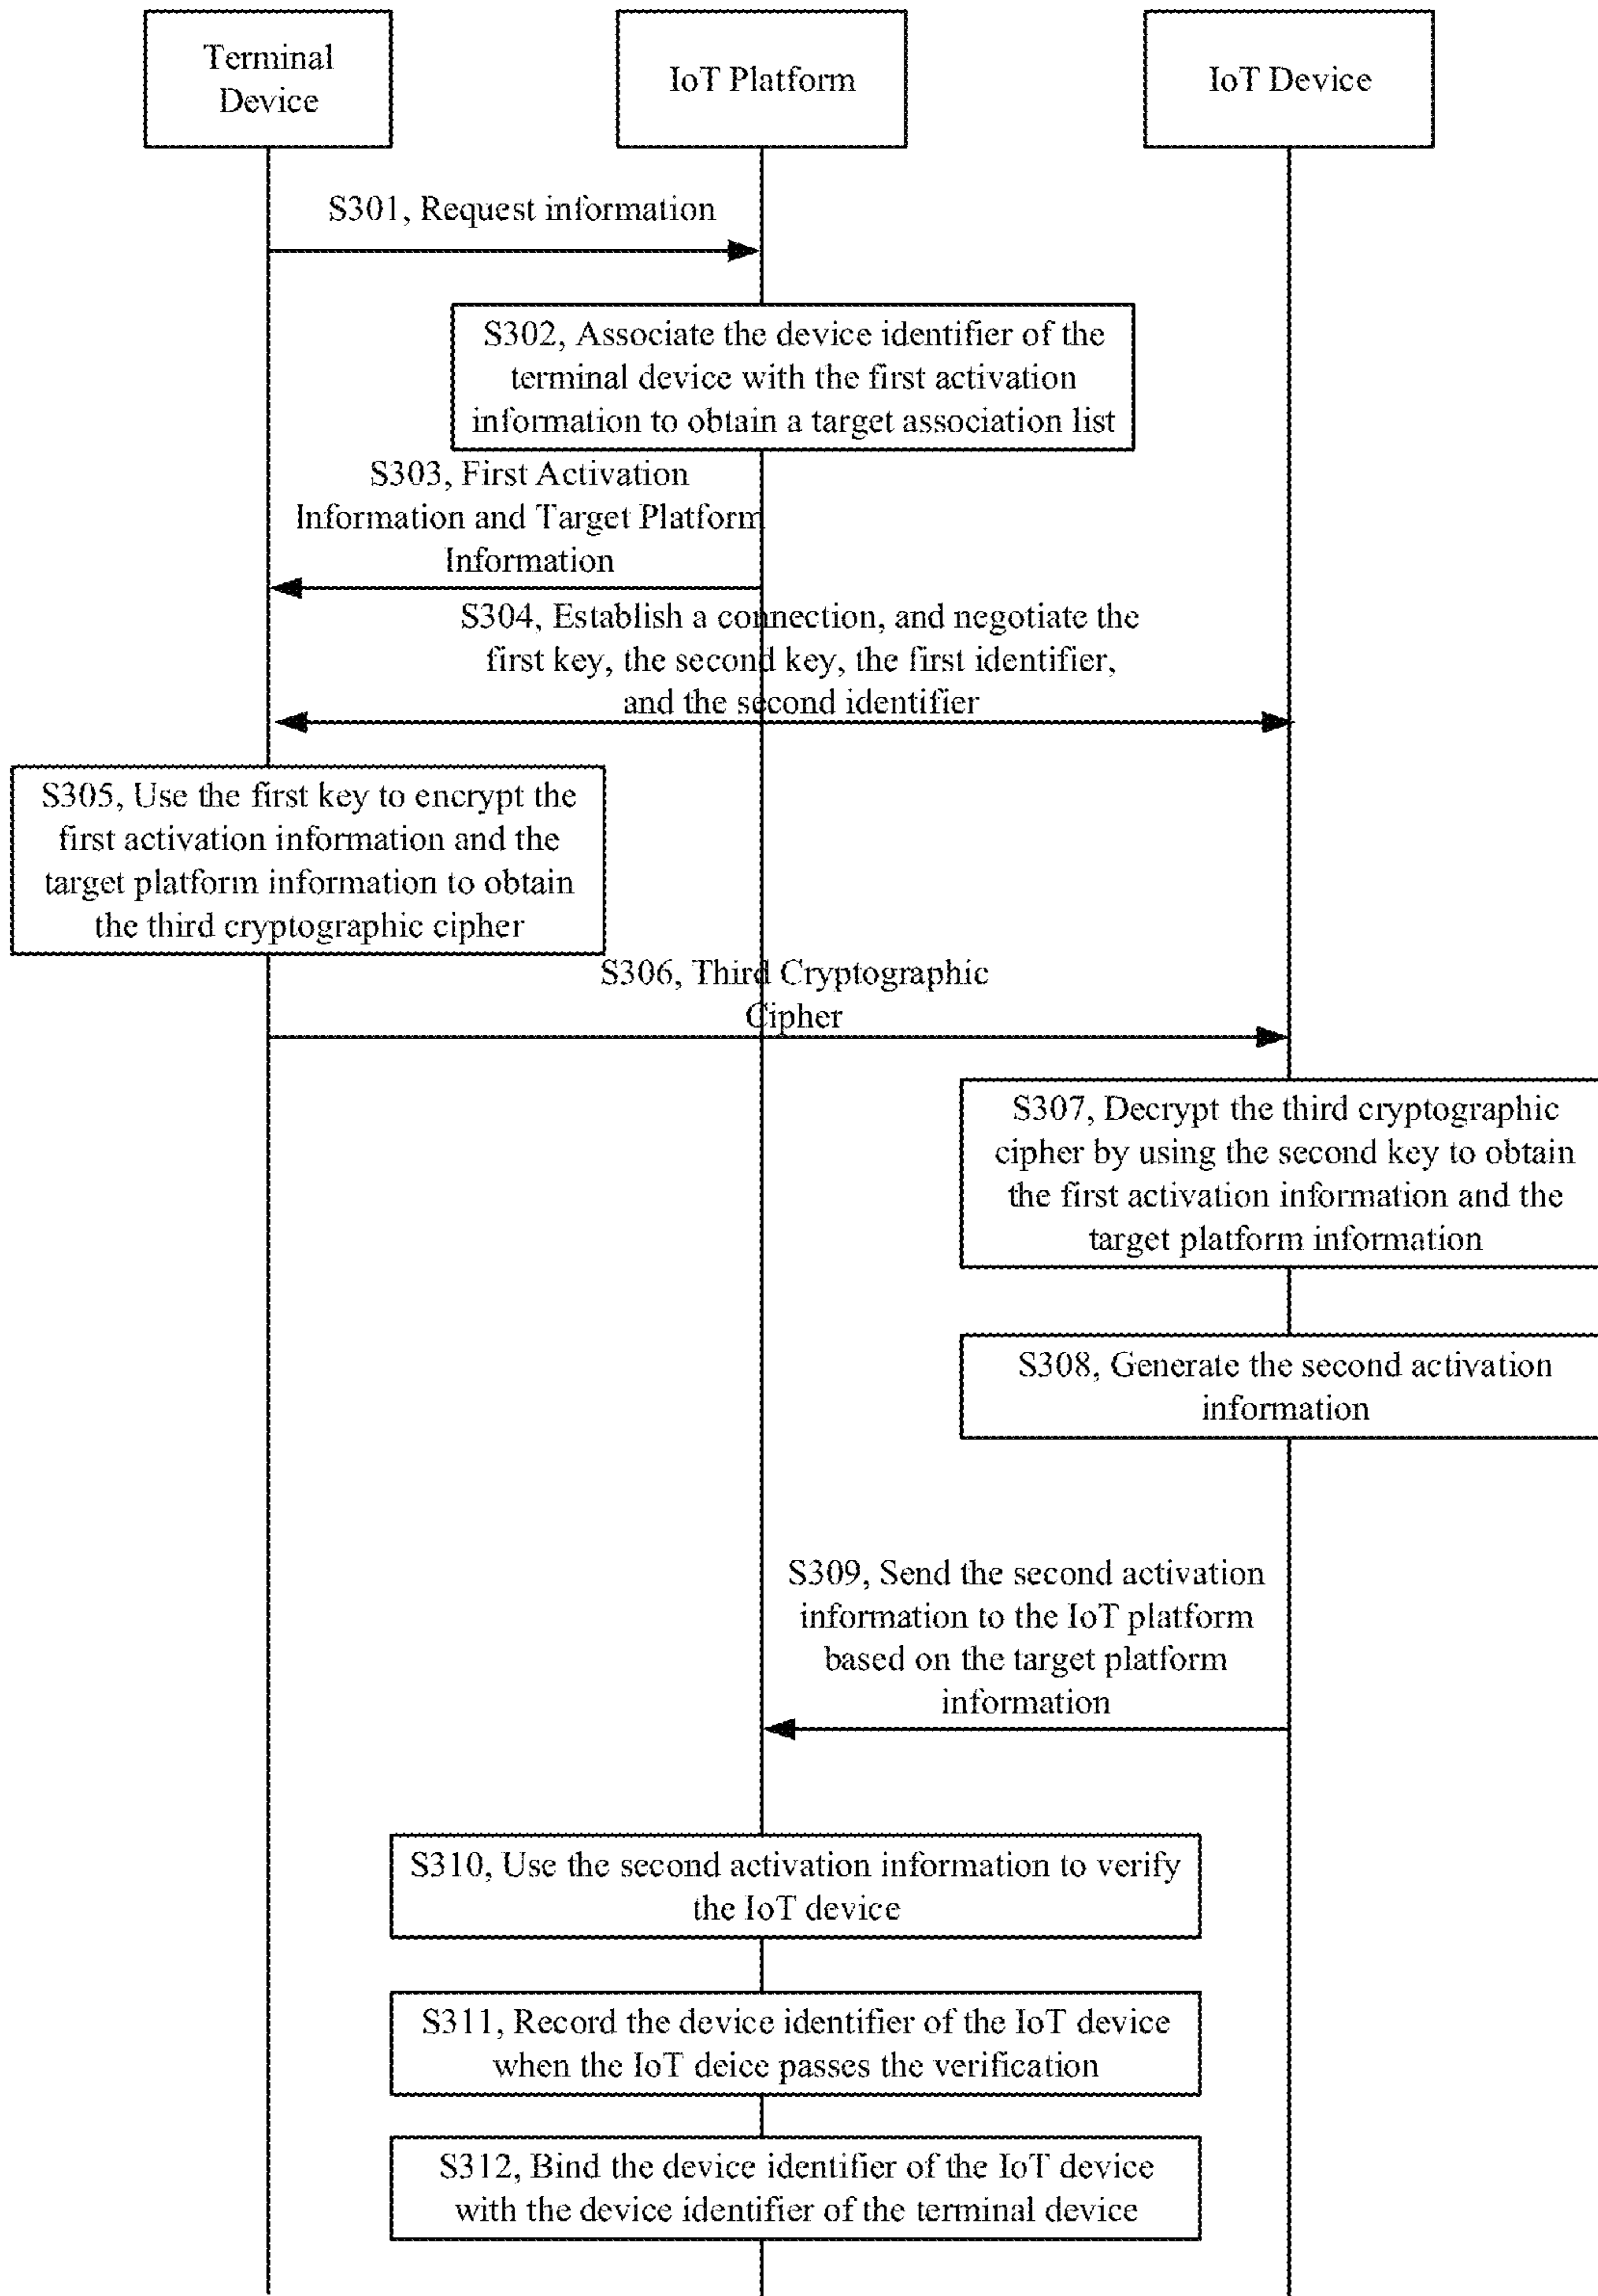 Terminal
Device
IoT Platform
IoT Device
S301, Request information
S302, Associate the device identifier of the
terminal device with the first activation
information to obtain a target association list
S303, First Activation
Information and Target Platform
Information
S304, Establish a connection, and negotiate the
first key, the second key, the first identifier,
and the second identifier
S305, Use the first key to encrypt the
first activation information and the
target platform information to obtain
the third cryptographic cipher
S306, Third Cryptographic
Cipher
S307, Decrypt the third cryptographic
cipher by using the second key to obtain
the first activation information and the
target platform information
S308, Generate the second activation
information
S309, Send the second activation
information to the IoT platform
based on the target platform
information
S310, Use the second activation information to verify
the IoT device
S311, Record the device identifier of the IoT device
when the IoT deice passes the verification
S312, Bind the device identifier of the IoT device
with the device identifier of the terminal device